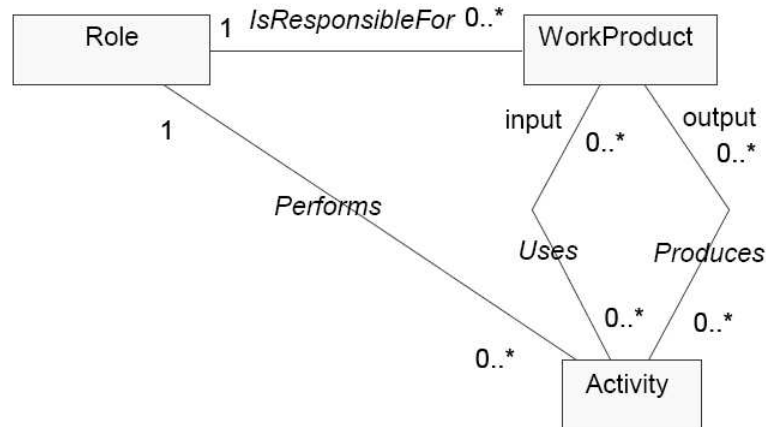 Role
1
IsResponsibleFor
0..*
WorkProduct
1
input
0..*
output
0..*
Performs
Uses
Produces
0..*
0..*
0..*
Activity